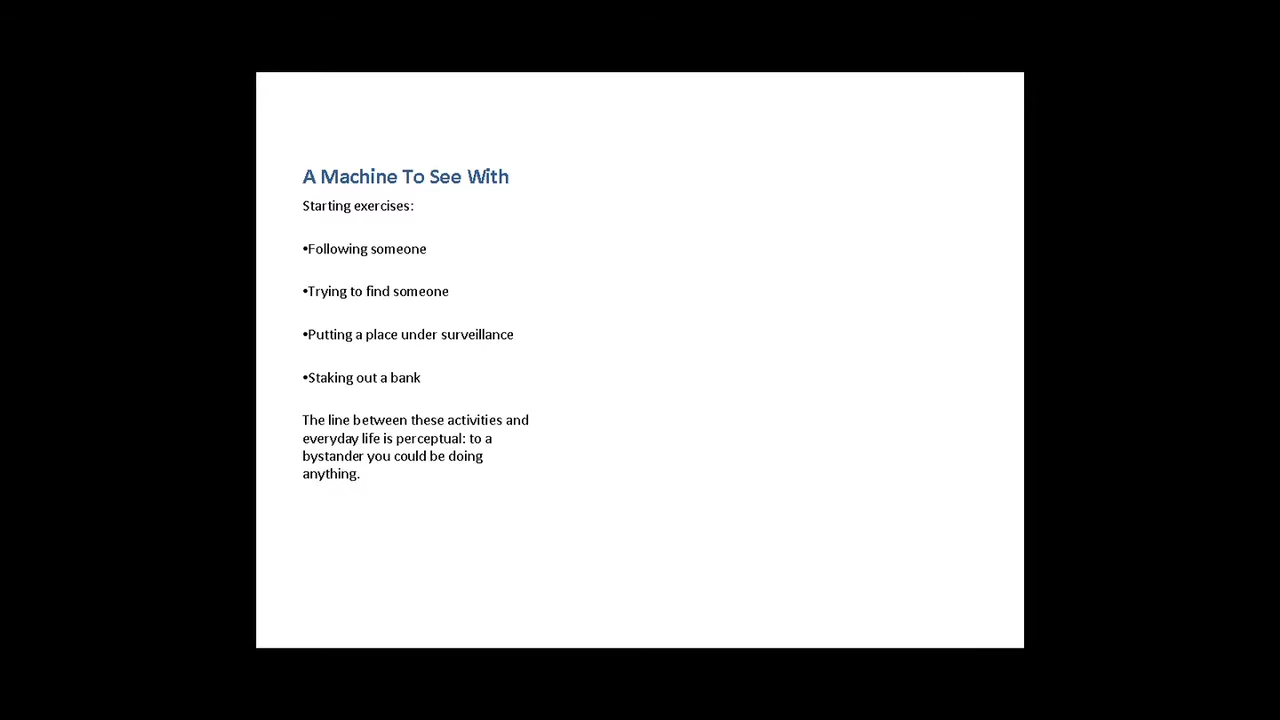 A Machine To See With
Starting exercises:
•Following someone
•Trying to find someone
•Putting a place under surveillance
•Staking out a bank
The line between these activities and
everyday life is perceptual: to a
bystander you could be doing
anything.